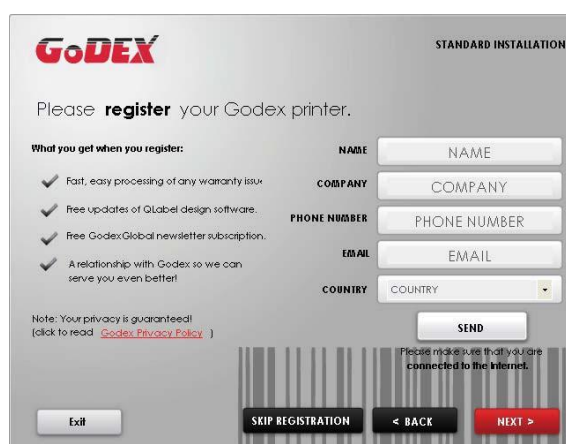 GoDEX
STANDARD INSTALLATION
Please register your Godex printer.
What you get when you register:
Fast, easy processing of any warranty issue
Free updates of QLabel design software.
Free GodexGlobal newsletter subscription.
A relationship with Godex so we can
serve you even better!
Note: Your privacy is guaranteed!
(click to read Godex Privacy Policy )
NAME NAME
COMPANY COMPANY
PHONE NUMBER PHONE NUMBER
EMAIL EMAIL
COUNTRY COUNTRY
SEND
Please make sure that you are
connected to the Internet.
Exit
SKIP REGISTRATION
< BACK
NEXT >